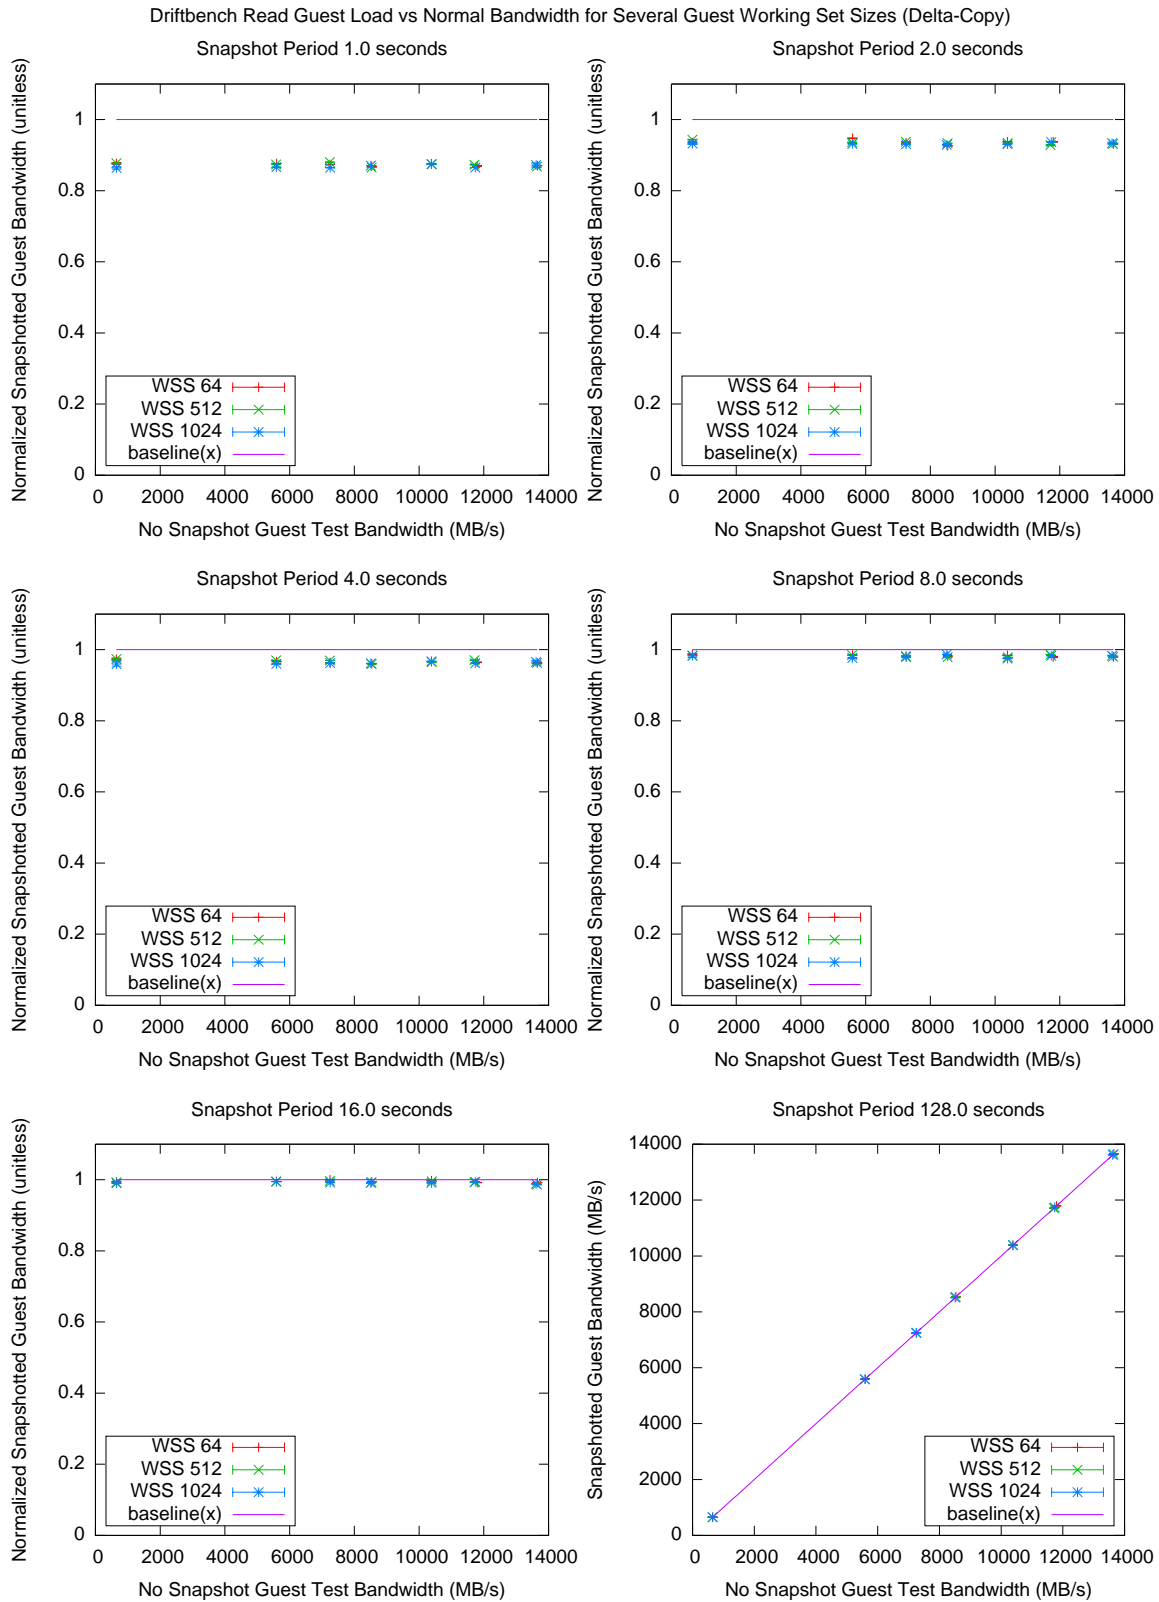 Driftbench Read Guest Load vs Normal Bandwidth for Several Guest Working Set Sizes (Delta-Copy)
Snapshot Period 1.0 seconds
Normalized Snapshotted Guest Bandwidth (unitless)
1
0.8
0.6
0.4
0.2
0
WSS 64
WSS 512
WSS 1024
baseline(x)
0 2000 4000 6000 8000 10000 12000 14000
No Snapshot Guest Test Bandwidth (MB/s)
Snapshot Period 2.0 seconds
Normalized Snapshotted Guest Bandwidth (unitless)
1
0.8
0.6
0.4
0.2
0
WSS 64
WSS 512
WSS 1024
baseline(x)
0 2000 4000 6000 8000 10000 12000 14000
No Snapshot Guest Test Bandwidth (MB/s)
Snapshot Period 4.0 seconds
Normalized Snapshotted Guest Bandwidth (unitless)
1
0.8
0.6
0.4
0.2
0
WSS 64
WSS 512
WSS 1024
baseline(x)
0 2000 4000 6000 8000 10000 12000 14000
No Snapshot Guest Test Bandwidth (MB/s)
Snapshot Period 8.0 seconds
Normalized Snapshotted Guest Bandwidth (unitless)
1
0.8
0.6
0.4
0.2
0
WSS 64
WSS 512
WSS 1024
baseline(x)
0 2000 4000 6000 8000 10000 12000 14000
No Snapshot Guest Test Bandwidth (MB/s)
Snapshot Period 16.0 seconds
Normalized Snapshotted Guest Bandwidth (unitless)
1
0.8
0.6
0.4
0.2
0
WSS 64
WSS 512
WSS 1024
baseline(x)
0 2000 4000 6000 8000 10000 12000 14000
No Snapshot Guest Test Bandwidth (MB/s)
Snapshot Period 128.0 seconds
Snapshotted Guest Bandwidth (MB/s)
14000
12000
10000
8000
6000
4000
2000
0
WSS 64
WSS 512
WSS 1024
baseline(x)
0 2000 4000 6000 8000 10000 12000 14000
No Snapshot Guest Test Bandwidth (MB/s)